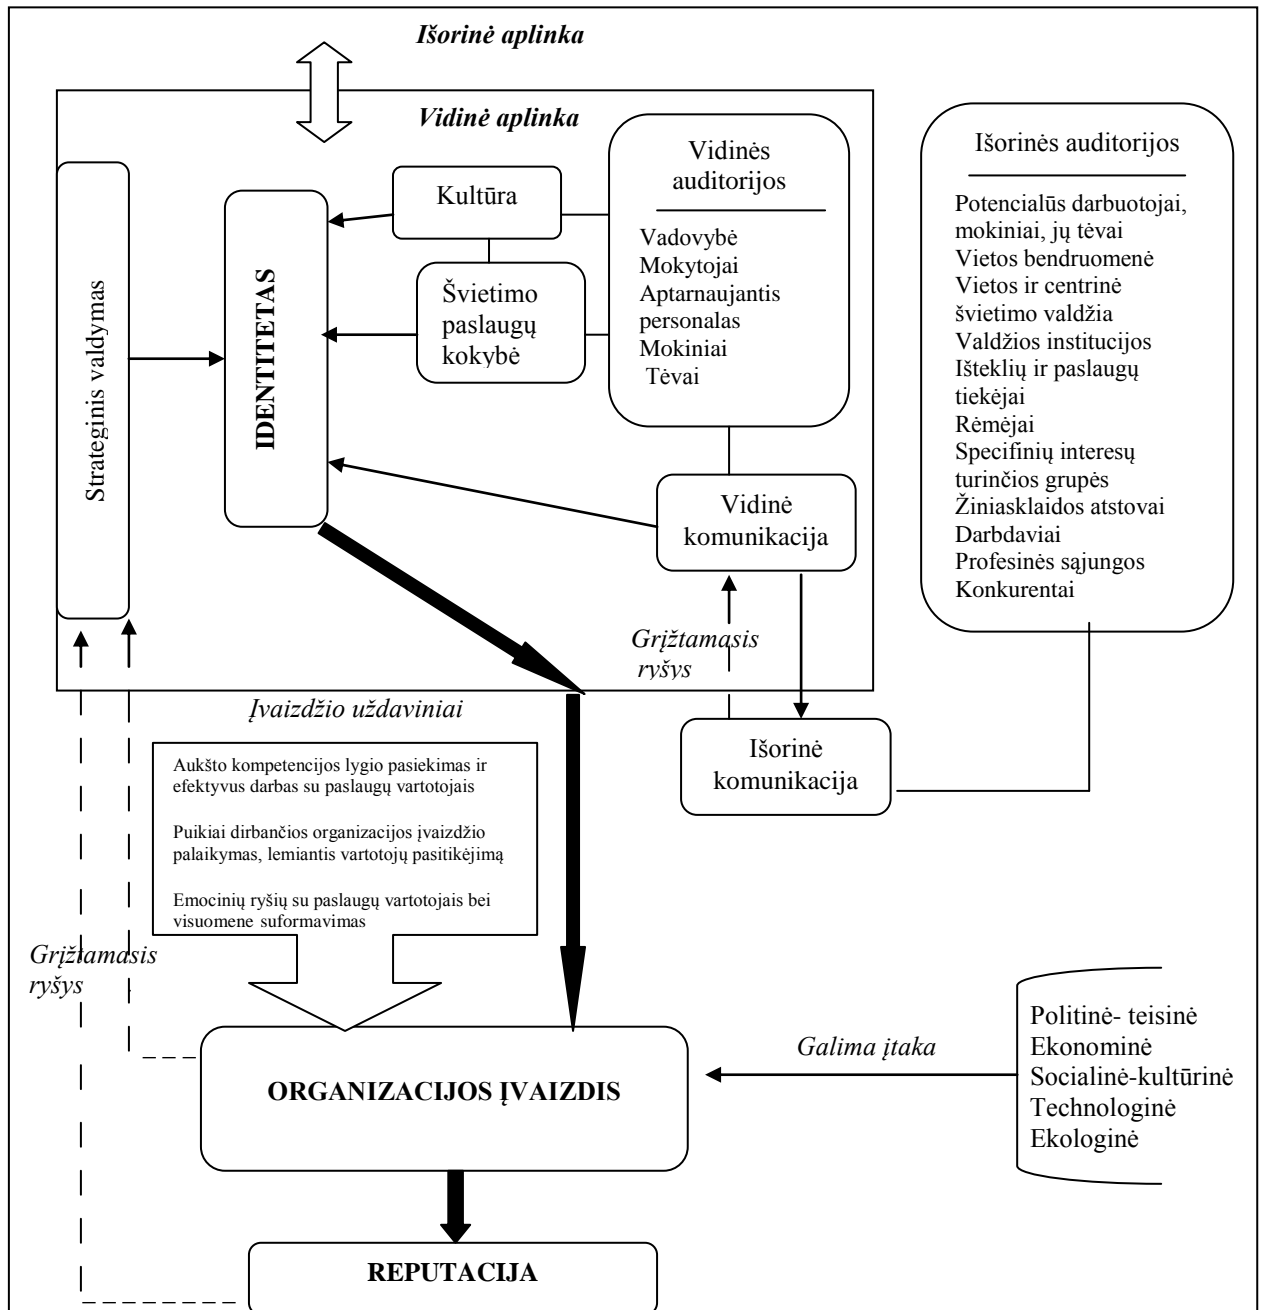 Išorinė aplinka
Vidinė aplinka
Strateginis valdymas
IDENTITETAS
Kultūra
Švietimo
paslaugų
kokybė
Vidinės
auditorijos
Vadovybė
Mokytojai
Aptarnaujantis
personalas
Mokiniai
Tėvai
Vidinė
komunikacija
Grįžtamasis
ryšys
Išorinės auditorijos
Potencialūs darbuotojai,
mokiniai, jų tėvai
Vietos bendruomenė
Vietos ir centrinė
švietimo valdžia
Valdžios institucijos
Išteklių ir paslaugų
tiekėjai
Rėmėjai
Specifinių interesų
turinčios grupės
Žiniasklaidos atstovai
Darbdaviai
Profesinės sąjungos
Konkurentai
Išorinė
komunikacija
Įvaizdžio uždaviniai
Aukšto kompetencijos lygio pasiekimas ir
efektyvus darbas su paslaugų vartotojais
Puikiai dirbančios organizacijos įvaizdžio
palaikymas, lemiantis vartotojų pasitikėjimą
Emocinių ryšių su paslaugų vartotojais bei
visuomene suformavimas
Grįžtamasis
ryšys
ORGANIZACIJOS ĮVAIZDIS
Galima įtaka
Politinė- teisinė
Ekonominė
Socialinė-kultūrinė
Technologinė
Ekologinė
REPUTACIJA